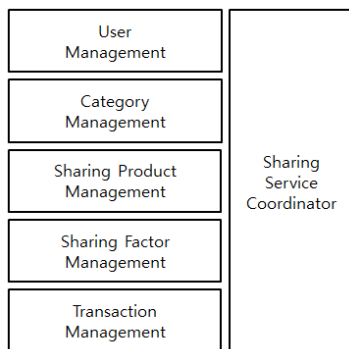 User
Management
Category
Management
Sharing Product
Management
Sharing Factor
Management
Transaction
Management
Sharing
Service
Coordinator